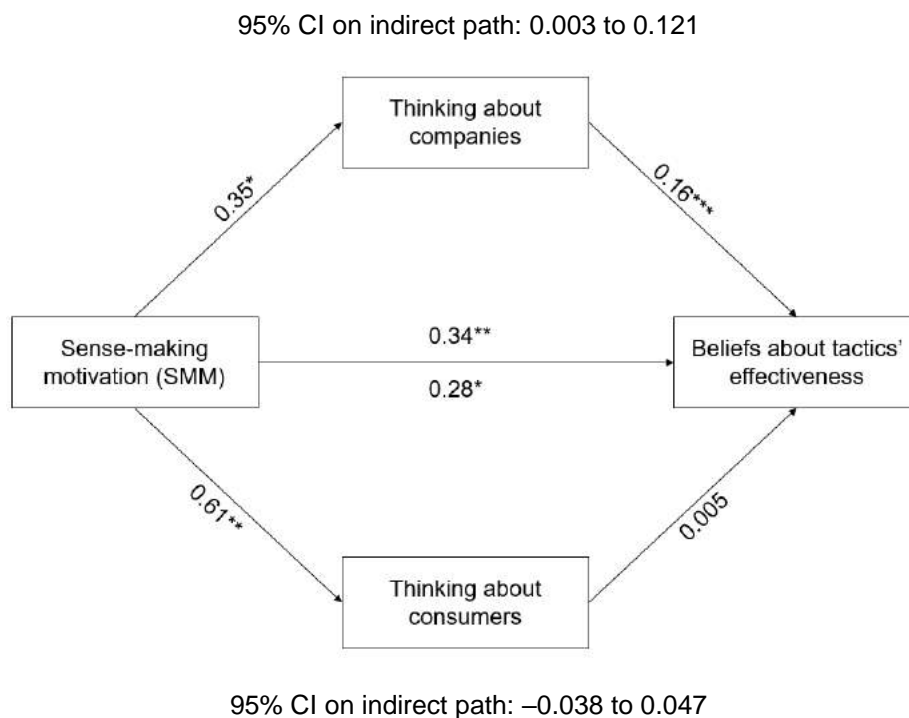 95% CI on indirect path: 0.003 to 0.121
Thinking about
companies
0.35*
0.16***
Sense-making
motivation (SMM)
0.34**
0.28*
Beliefs about tactics’
effectiveness
0.61**
0.005
Thinking about
consumers
95% CI on indirect path: –0.038 to 0.047